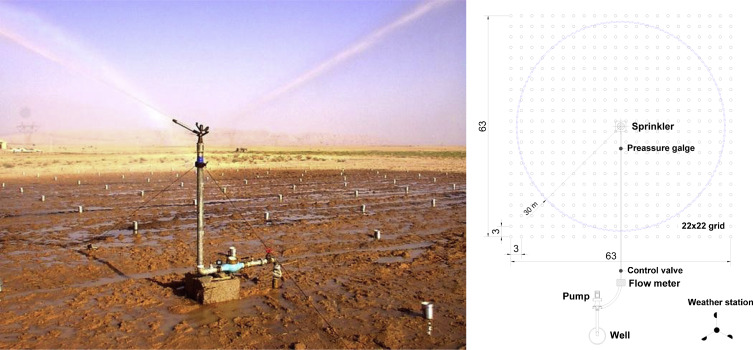 63
Sprinkler
Preassure galge
30 m
3
22x22 grid
3
63
Control valve
Flow meter
Pump
Weather station
Well